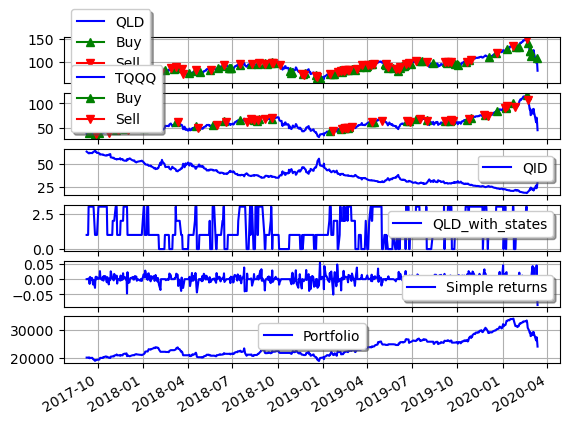 QLD
Buy
Sell
150
100
TQQQ
Buy
Sell
100
50
QID
50
25
QLD_with_states
2.5
0.0
Simple returns
0.05
0.00
−0.05
Portfolio
30000
20000
2017-10 2018-01 2018-04 2018-07 2018-10 2019-01 2019-04 2019-07 2019-10 2020-01 2020-04